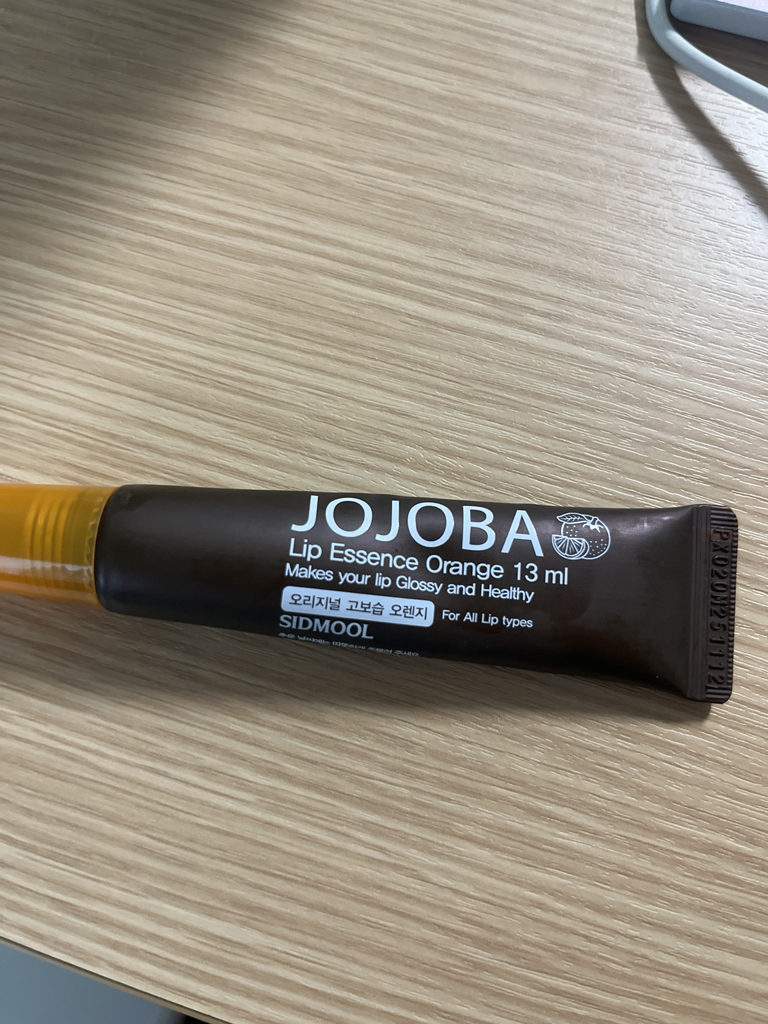 JOJOBA
Lip Essence Orange 13 ml
Makes your lip Glossy and Healthy
오리지널 고보습 오렌지 For All Lip types
SIDMOOL